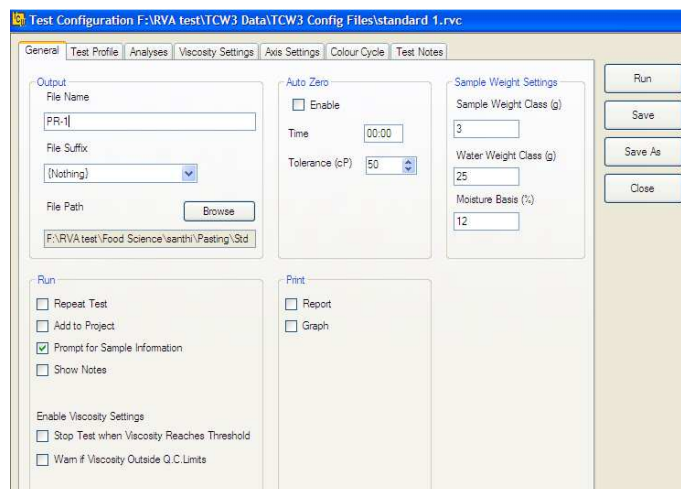 Test Configuration F:\RVA test\TCW3 Data\TCW3 Config Files\standard 1.rvc
General Test Profile Analyses Viscosity Settings Axis Settings Colour Cycle Test Notes
Output
File Name
PR-1
File Suffix
{Nothing}
File Path
Browse
F:\RVA test\Food Science\santhi\Pasting\Std
Auto Zero
Enable
Time 00:00
Tolerance (cP) 50
Sample Weight Settings
Sample Weight Class (g)
3
Water Weight Class (g)
25
Moisture Basis (%)
12
Run
Save
Save As
Close
Run
Repeat Test
Add to Project
Prompt for Sample Information
Show Notes
Enable Viscosity Settings
Stop Test when Viscosity Reaches Threshold
Warn if Viscosity Outside Q.C.Limits
Print
Report
Graph